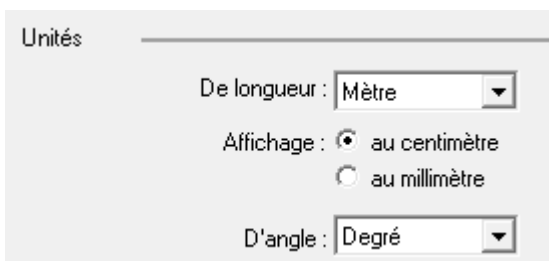 Unités
De longueur : Mètre
Affichage : au centimètre
au millimètre
D'angle : Degré